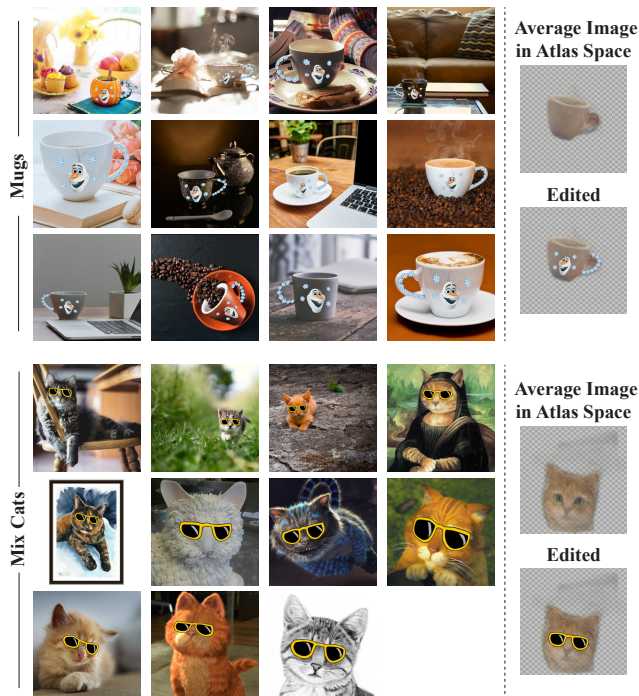 Mugs
Average Image
in Atlas Space
Edited
Mix Cats
Average Image
in Atlas Space
Edited